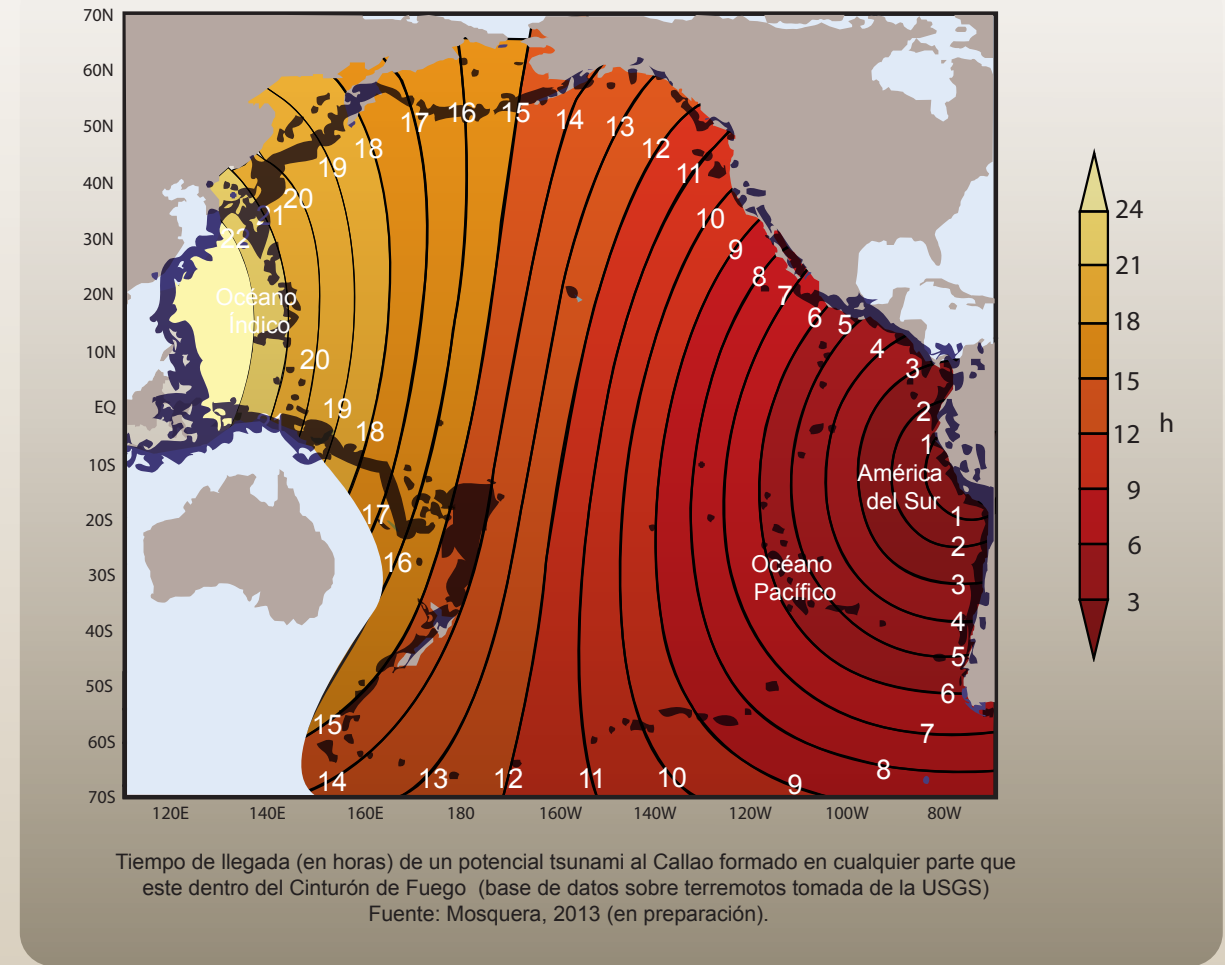 70N
60N
50N
40N
30N
20N
10N
EQ
10S
20S
30S
40S
50S
60S
70S
120E 140E 160E 180 160W 140W 120W 100W 80W
17 16 15 14 13 12 11 10 9 8 7 6 5 4 3 2 1
18 19 20 22
20 19 18 17 16 15 14 13 12 11 10 9 8 7 6 5 4 3 2 1
Océano
Índico
América
del Sur
Océano
Pacífico
24
21
18
15
12
9
6
3
h
Tiempo de llegada (en horas) de un potencial tsunami al Callao formado en cualquier parte que
este dentro del Cinturón de Fuego (base de datos sobre terremotos tomada de la USGS)
Fuente: Mosquera, 2013 (en preparación).